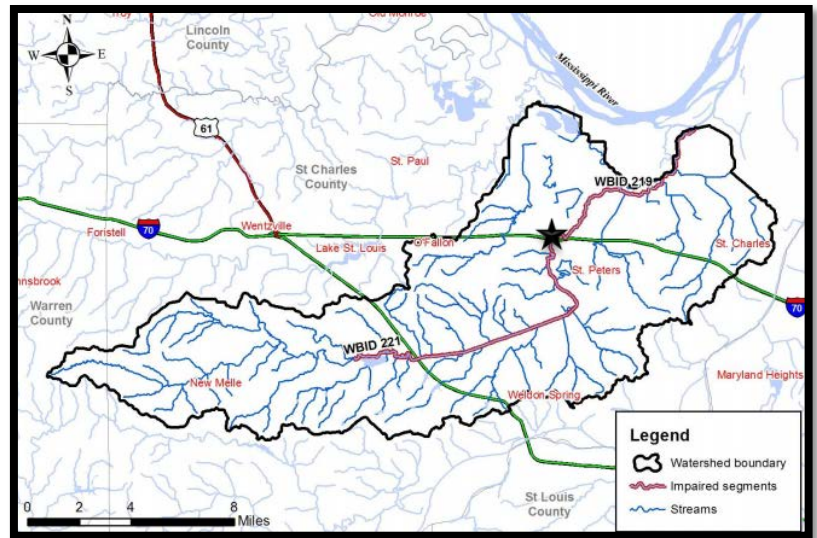 Troy
Old Monroe
Lincoln
County
N
W
E
S
61
Mississippi River
St Charles
County
St. Paul
WBID 219
Foristell
70
Wentzville
Lake St. Louis
O'Fallon
St. Charles
St. Peters
nnsbrook
Warren
County
70
WBID 221
New Melle
Weldon Spring
Maryland Heights
Legend
Watershed boundary
Impaired segments
Streams
St Louis
County
0 2 4 8
Miles